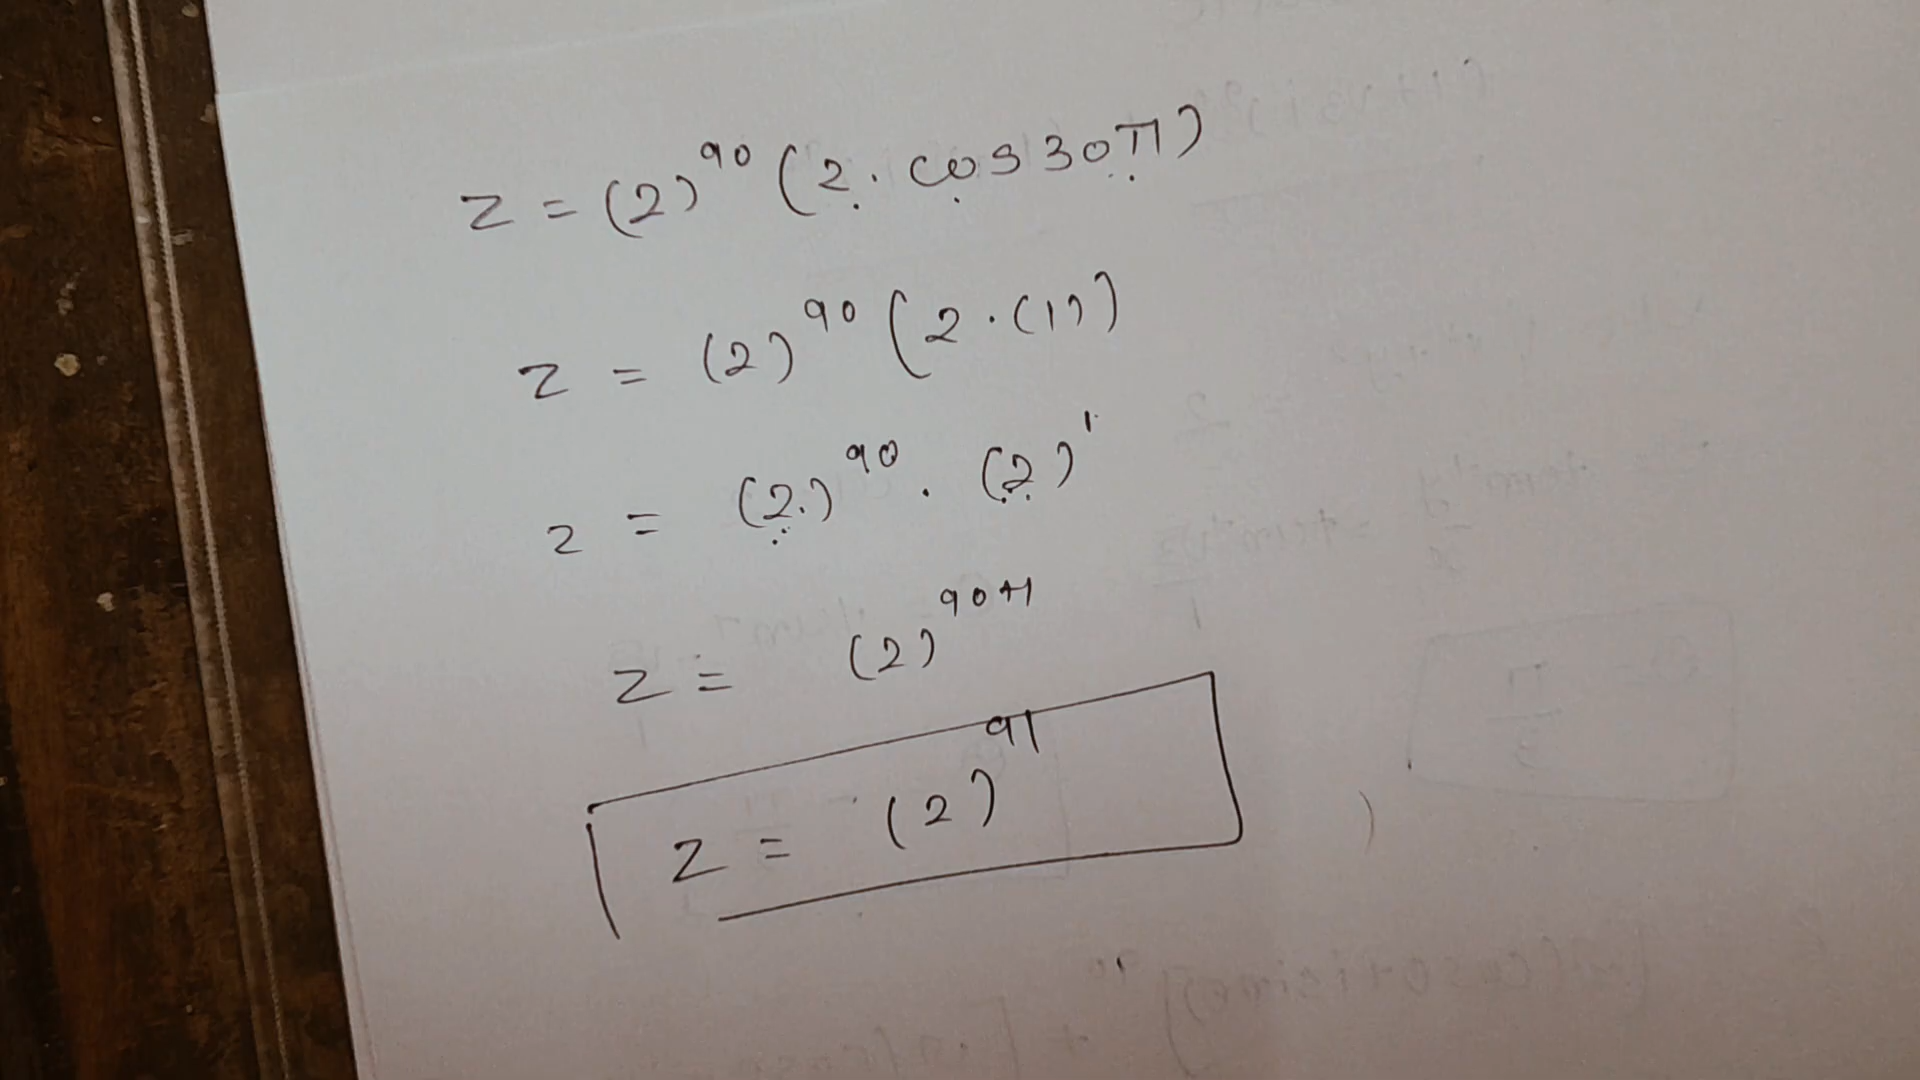 z = (2)⁹⁰ (2. cos 30π)
z = (2)⁹⁰ (2 · (1))
z = (2.)⁹⁰ . (2)¹
z = (2)⁹⁰⁺¹
z = (2)⁹¹